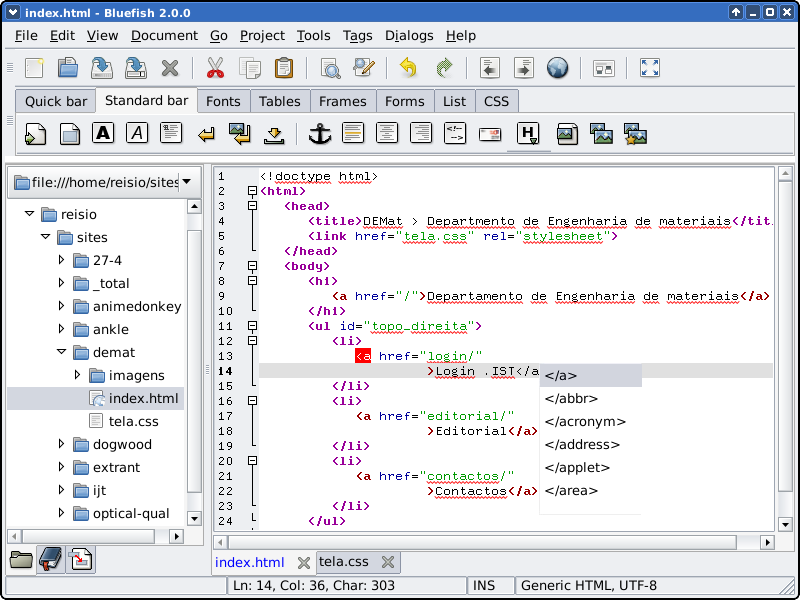 index.html - Bluefish 2.0.0
File Edit View Document Go Project Tools Tags Dialogs Help
Quick bar Standard bar Fonts Tables Frames Forms List CSS
A A H
file:///home/reisio/sites
reisio
sites
27-4
_total
animedonkey
ankle
demat
imagens
index.html
tela.css
dogwood
extrant
ijt
optical-qual
1 <!doctype html>
2 <html>
3 <head>
4 <title>DEMat > Departmento de Engenharia de materiais</tit
5 <link href="tela.css" rel="stylesheet">
6 </head>
7 <body>
8 <h1>
9 <a href="/">Departamento de Engenharia de materiais</a>
10 </h1>
11 <ul id="topo_direita">
12 <li>
13 <a href="login/"
14 >Login .IST</a
15 </li>
16 <li>
17 <a href="editorial/"
18 >Editorial</a>
19 </li>
20 <li>
21 <a href="contactos/"
22 >Contactos</a>
23 </li>
24 </ul>
</a>
</abbr>
</acronym>
</address>
</applet>
</area>
index.html tela.css
Ln: 14, Col: 36, Char: 303 INS Generic HTML, UTF-8